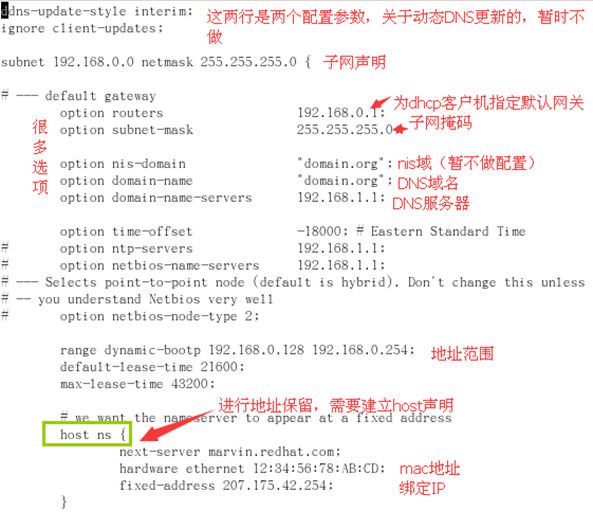 ddns-update-style interim;
ignore client-updates;
这两行是两个配置参数，关于动态DNS更新的，暂时不
做
subnet 192.168.0.0 netmask 255.255.255.0 { 子网声明
# --- default gateway
option routers 192.168.0.1; 为dhcp客户机指定默认网关
option subnet-mask 255.255.255.0 子网掩码
很多选项
option nis-domain "domain.org"; nis域（暂不做配置）
option domain-name "domain.org"; DNS域名
option domain-name-servers 192.168.1.1; DNS服务器
option time-offset -18000; # Eastern Standard Time
# option ntp-servers 192.168.1.1;
# option netbios-name-servers 192.168.1.1;
# --- Selects point-to-point node (default is hybrid). Don't change this unless
# -- you understand Netbios very well
# option netbios-node-type 2;
range dynamic-bootp 192.168.0.128 192.168.0.254; 地址范围
default-lease-time 21600;
max-lease-time 43200;
进行地址保留，需要建立host声明
# we want the nameserver to appear at a fixed address
host ns {
next-server marvin.redhat.com;
hardware ethernet 12:34:56:78:AB:CD; mac地址
fixed-address 207.175.42.254; 绑定IP
}